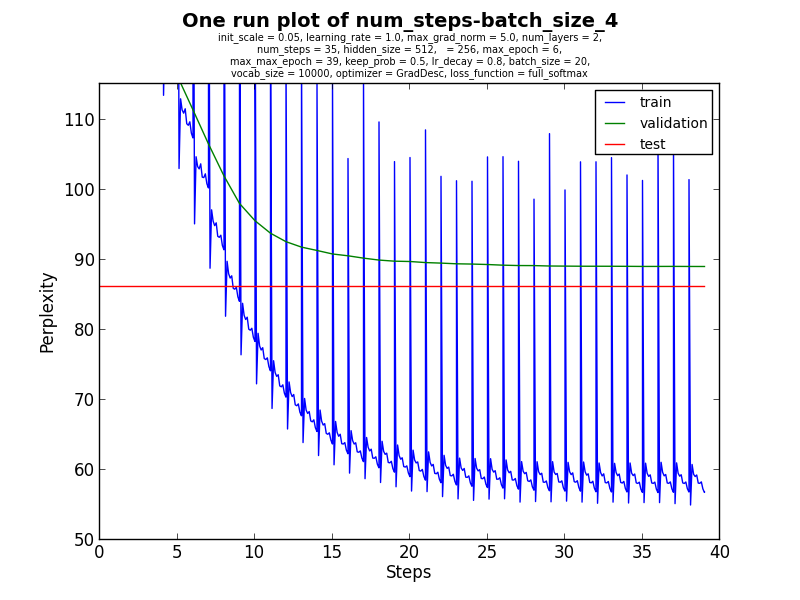 One run plot of num_steps-batch_size_4
init_scale = 0.05, learning_rate = 1.0, max_grad_norm = 5.0, num_layers = 2,
num_steps = 35, hidden_size = 512,   = 256, max_epoch = 6,
max_max_epoch = 39, keep_prob = 0.5, lr_decay = 0.8, batch_size = 20,
vocab_size = 10000, optimizer = GradDesc, loss_function = full_softmax
train
validation
test
110
100
90
80
70
60
50
Perplexity
0 5 10 15 20 25 30 35 40
Steps